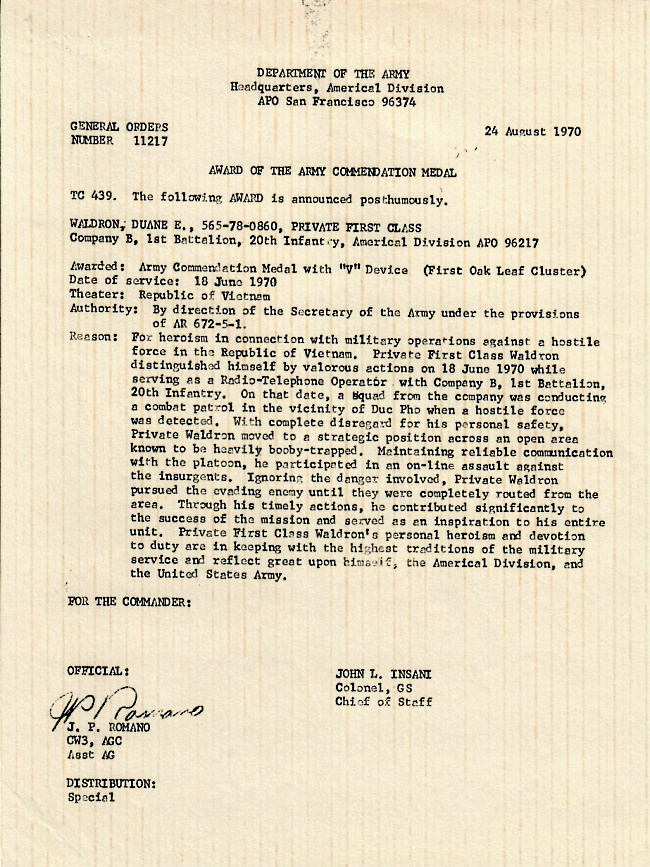 DEPARTMENT OF THE ARMY
Headquarters, Americal Division
APO San Francisco 96374
GENERAL ORDERS
NUMBER 11217
24 August 1970
AWARD OF THE ARMY COMMENDATION MEDAL
TC 439. The following AWARD is announced posthumously.
WALDRON, DUANE E., 565-78-0860, PRIVATE FIRST CLASS
Company B, 1st Battalion, 20th Infantry, Americal Division APO 96217
Awarded: Army Commendation Medal with "V" Device (First Oak Leaf Cluster)
Date of service: 18 June 1970
Theater: Republic of Vietnam
Authority: By direction of the Secretary of the Army under the provisions
of AR 672-5-1.
Reason: For heroism in connection with military operations against a hostile
force in the Republic of Vietnam. Private First Class Waldron
distinguished himself by valorous actions on 18 June 1970 while
serving as a Radio-Telephone Operator with Company B, 1st Battalion,
20th Infantry. On that date, a squad from the company was conducting
a combat patrol in the vicinity of Duc Pho when a hostile force
was detected. With complete disregard for his personal safety,
Private Waldron moved to a strategic position across an open area
known to be heavily booby-trapped. Maintaining reliable communication
with the platoon, he participated in an on-line assault against
the insurgents. Ignoring the danger involved, Private Waldron
pursued the evading enemy until they were completely routed from the
area. Through his timely actions, he contributed significantly to
the success of the mission and served as an inspiration to his entire
unit. Private First Class Waldron's personal heroism and devotion
to duty are in keeping with the highest traditions of the military
service and reflect great upon himself, the Americal Division, and
the United States Army.
FOR THE COMMANDER:
OFFICIAL:
JP Romano
J. P. ROMANO
CW3, AGC
Asst AG
JOHN L. INSANI
Colonel, GS
Chief of Staff
DISTRIBUTION:
Special